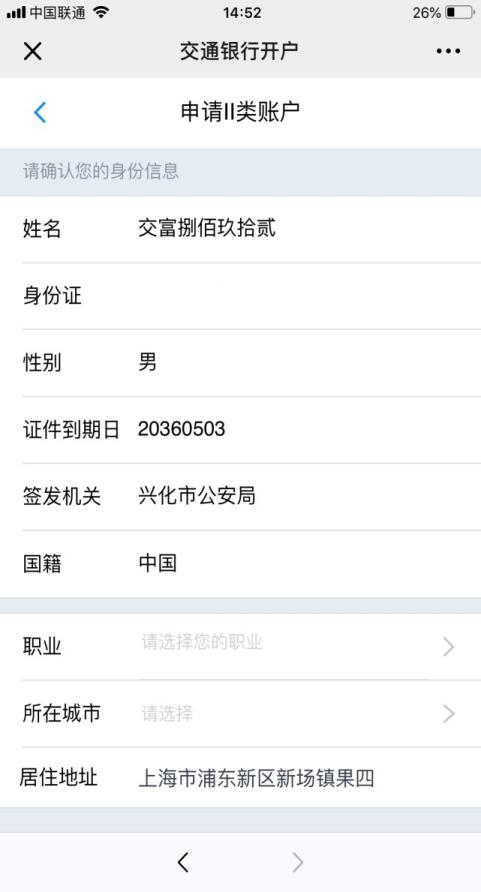 中国联通 14:52 26%
交通银行开户
申请II类账户
请确认您的身份信息
姓名 交富捌佰玖拾贰
身份证
性别 男
证件到期日 20360503
签发机关 兴化市公安局
国籍 中国
职业 请选择您的职业
所在城市 请选择
居住地址 上海市浦东新区新场镇果四